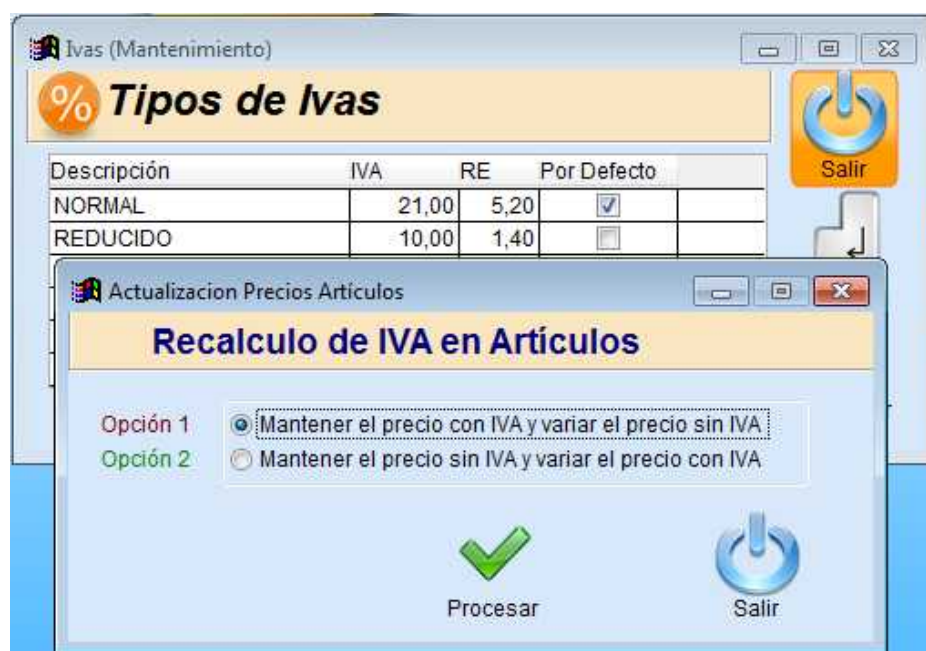 Ivas (Mantenimiento)
% Tipos de Ivas
Salir
Descripción IVA RE Por Defecto
NORMAL 21,00 5,20
REDUCIDO 10,00 1,40
Actualizacion Precios Artículos
Recalculo de IVA en Artículos
Opción 1 Mantener el precio con IVA y variar el precio sin IVA
Opción 2 Mantener el precio sin IVA y variar el precio con IVA
Procesar Salir